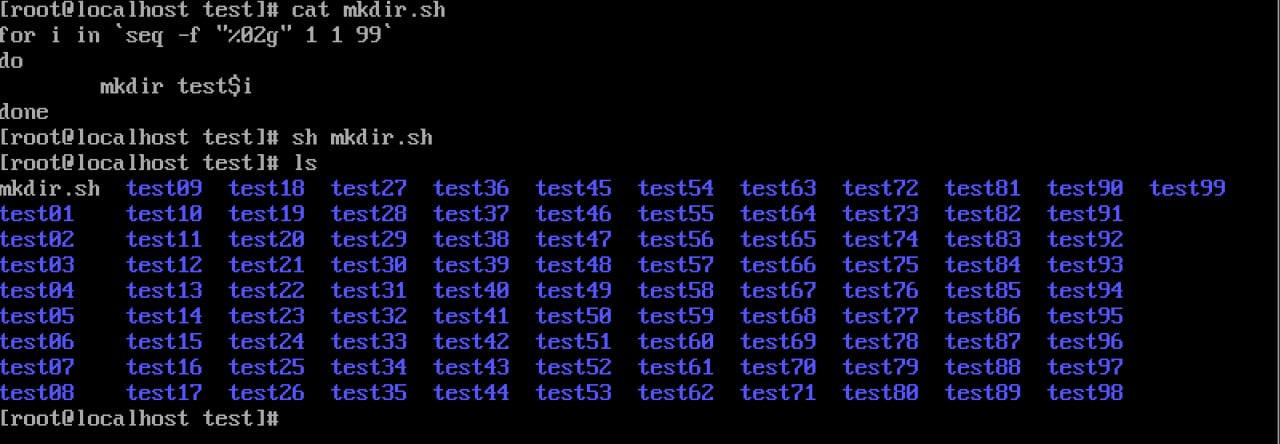 [root@localhost test]# cat mkdir.sh
for i in `seq -f "%02g" 1 1 99`
do
        mkdir test$i
done
[root@localhost test]# sh mkdir.sh
[root@localhost test]# ls
mkdir.sh  test09  test18  test27  test36  test45  test54  test63  test72  test81  test90  test99
test01    test10  test19  test28  test37  test46  test55  test64  test73  test82  test91
test02    test11  test20  test29  test38  test47  test56  test65  test74  test83  test92
test03    test12  test21  test30  test39  test48  test57  test66  test75  test84  test93
test04    test13  test22  test31  test40  test49  test58  test67  test76  test85  test94
test05    test14  test23  test32  test41  test50  test59  test68  test77  test86  test95
test06    test15  test24  test33  test42  test51  test60  test69  test78  test87  test96
test07    test16  test25  test34  test43  test52  test61  test70  test79  test88  test97
test08    test17  test26  test35  test44  test53  test62  test71  test80  test89  test98
[root@localhost test]#